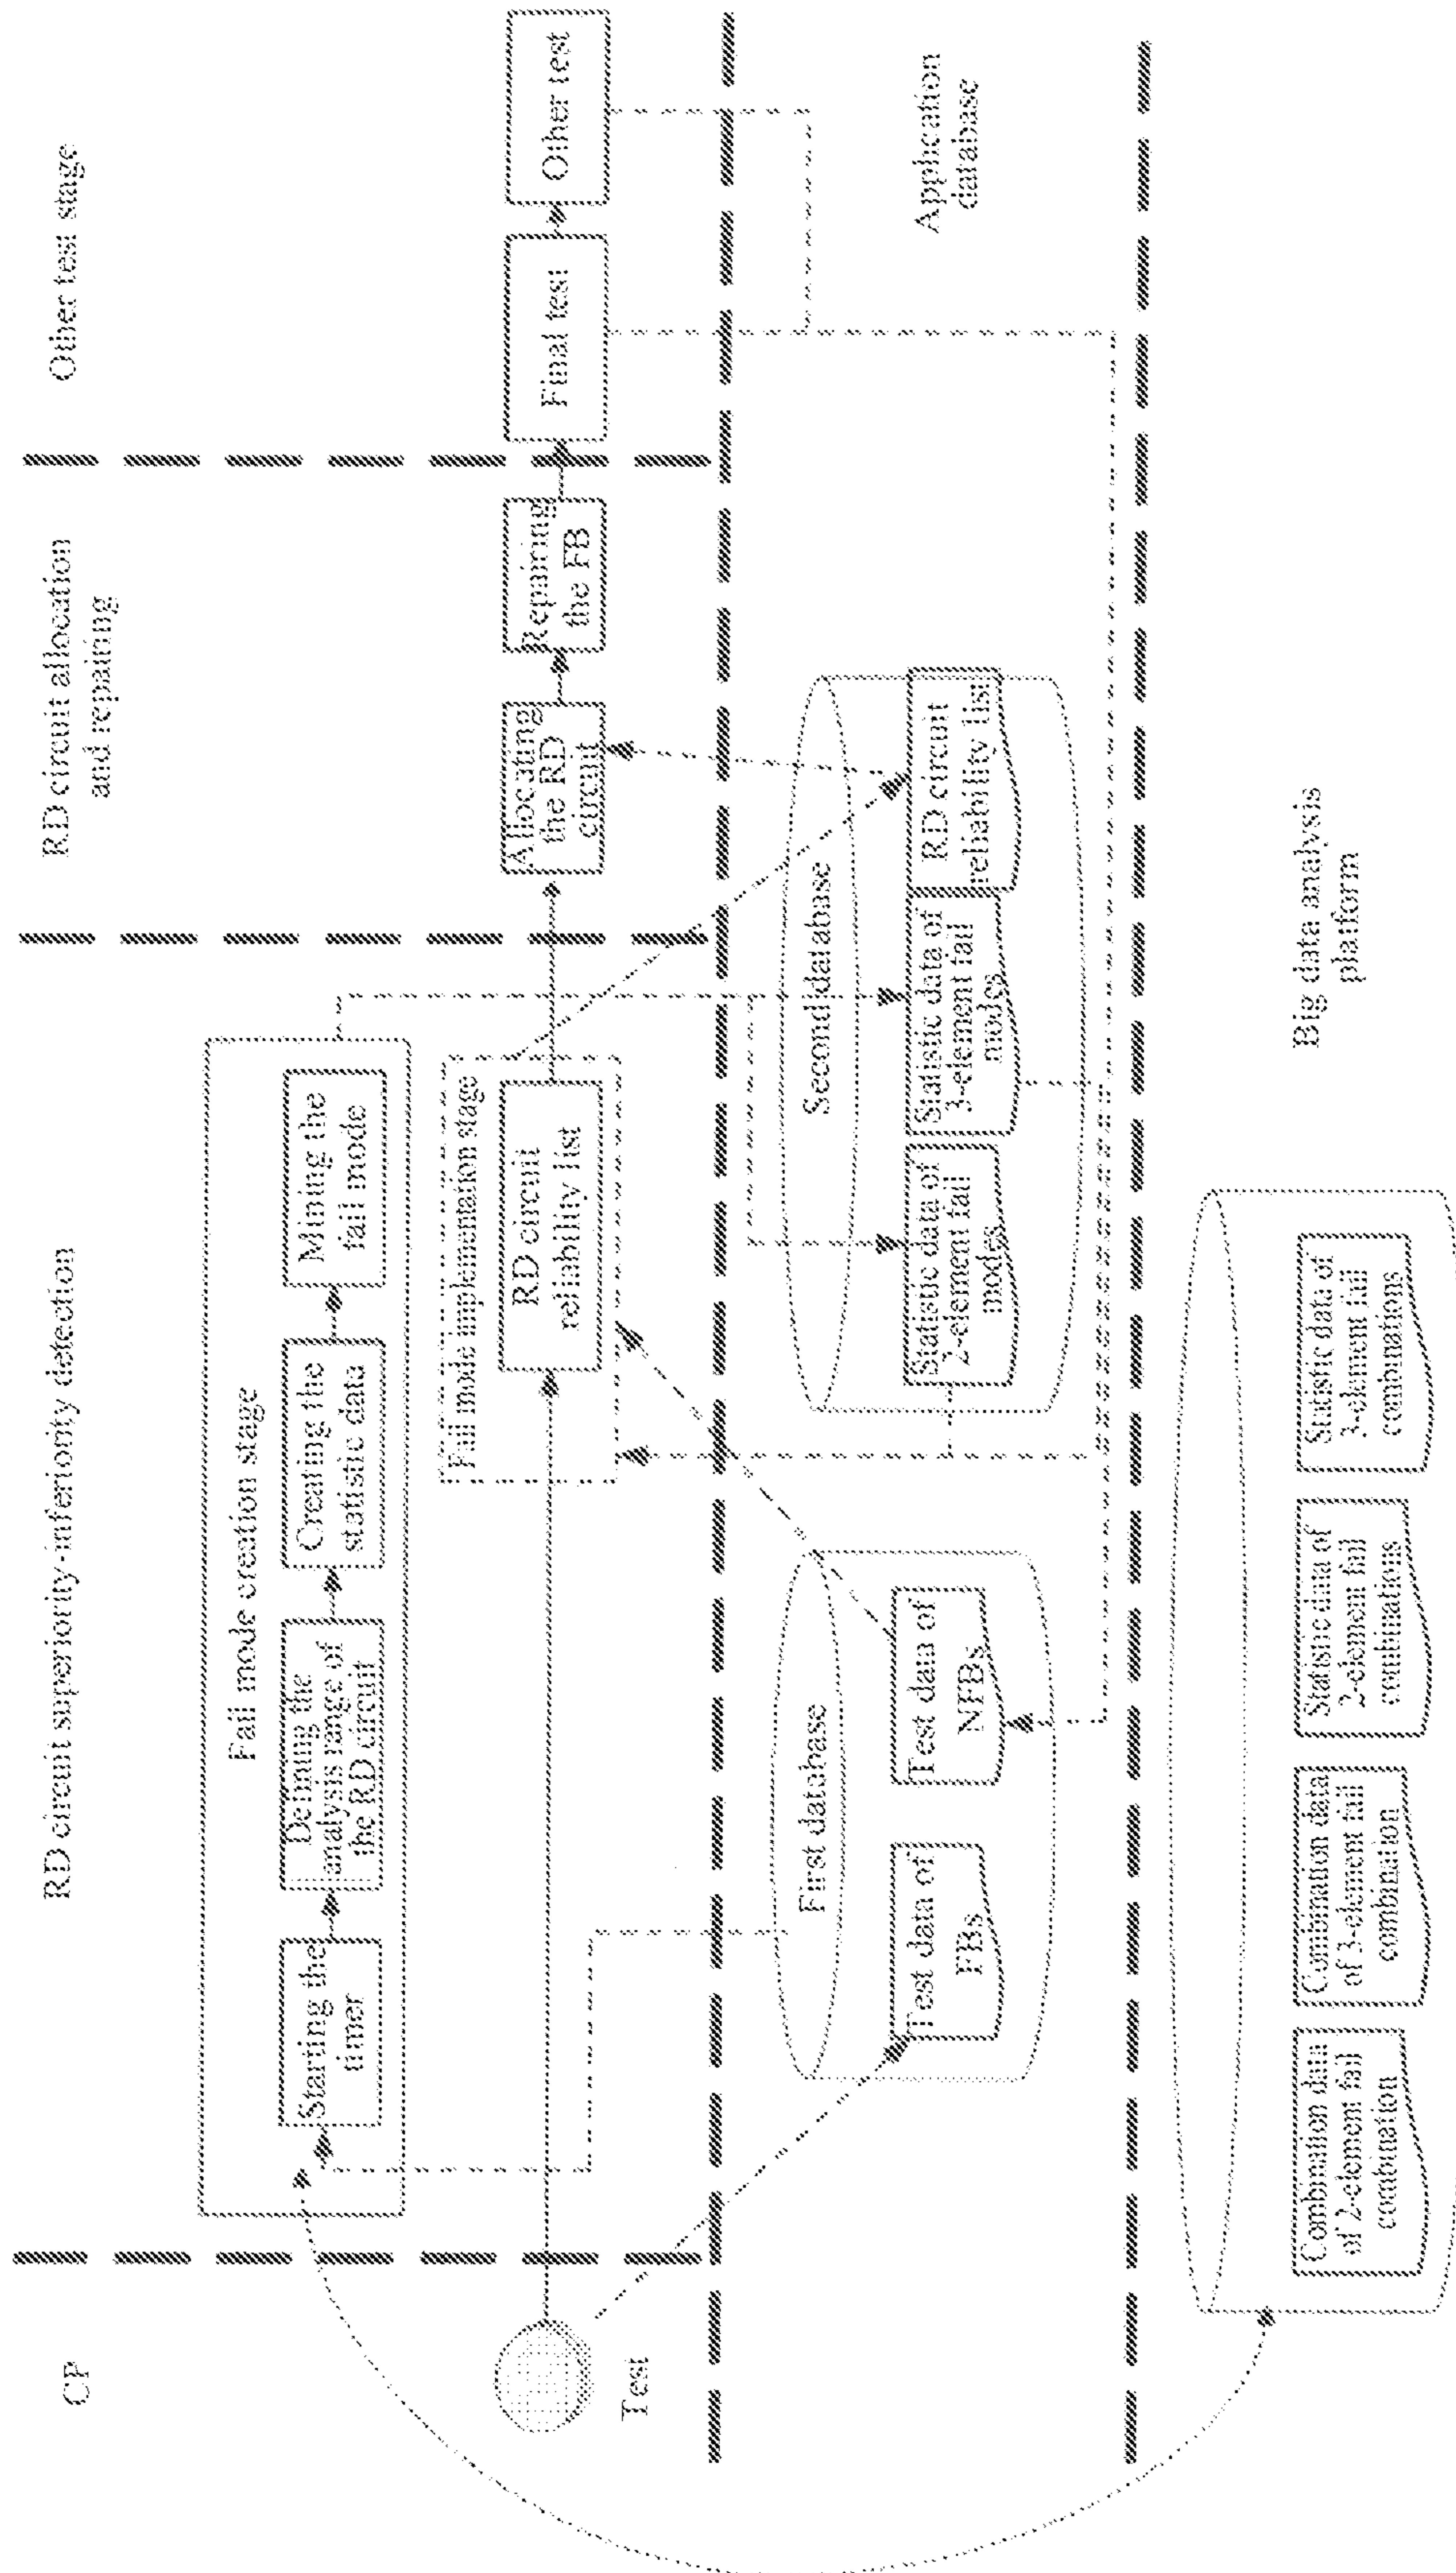 CP
RD circuit superiority-inferiority detection
RD circuit allocation
and repairing
Other test stage
Fail mode creation stage
Starting the
timer
Defining the
analysis range of
the RD circuit
Creating the
statistic data
Mining the
fail mode
Test
Fail mode implementation stage
RD circuit
reliability list
Allocating
the RD
circuit
Repairing
the FB
Final test
Other test
First database
Test data of
FBs
Test data of
NFBs
Second database
Statistic data of
2-element fail
modes
Statistic data of
3-element fail
modes
RD circuit
reliability list
Application
database
Combination data
of 2-element fail
combination
Combination data
of 3-element fail
combination
Statistic data of
2-element fail
combinations
Statistic data of
3-element fail
combinations
Big data analysis
platform